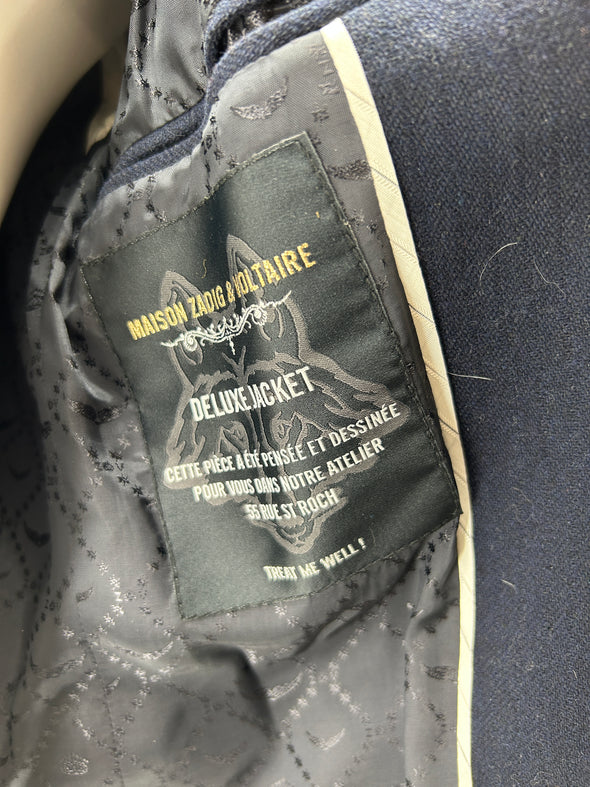 MAISON ZADIG & VOLTAIRE
DELUXE JACKET
CETTE PIÈCE A ÉTÉ PENSÉE ET DESSINÉE
POUR VOUS DANS NOTRE ATELIER
55 RUE ST ROCH
TREAT ME WELL !